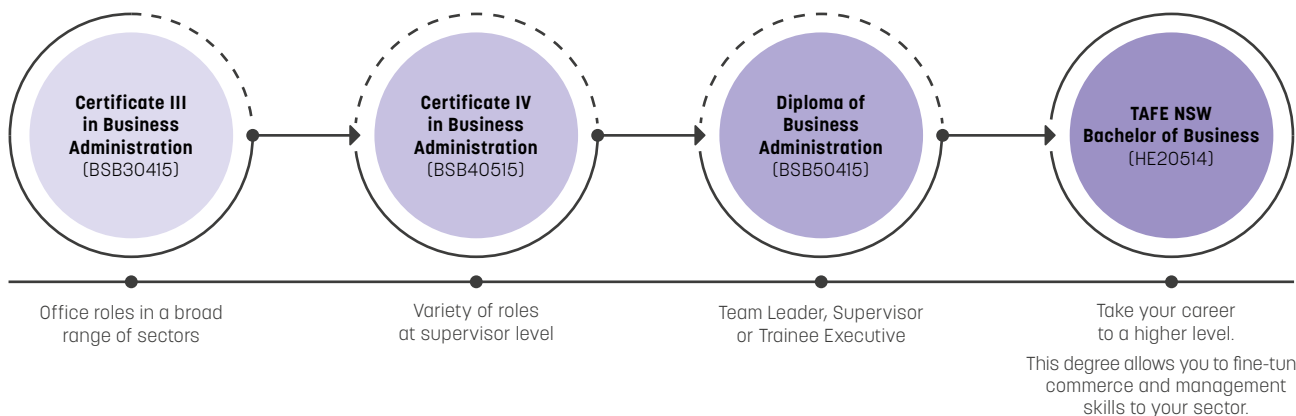 Certificate III
in Business
Administration
(BSB30415)
Certificate IV
in Business
Administration
(BSB40515)
Diploma of
Business
Administration
(BSB50415)
TAFE NSW
Bachelor of Business
(HE20514)
Office roles in a broad
range of sectors
Variety of roles
at supervisor level
Team Leader, Supervisor
or Trainee Executive
Take your career
to a higher level.
This degree allows you to fine-tun
commerce and management
skills to your sector.